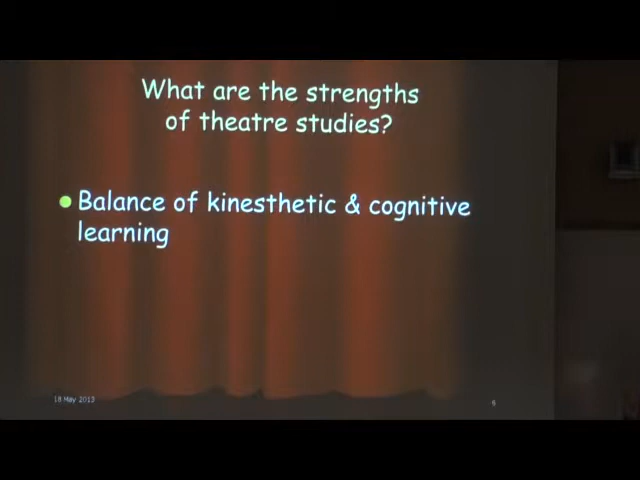 What are the strengths
of theatre studies?
Balance of kinesthetic & cognitive
learning
18 May 2013